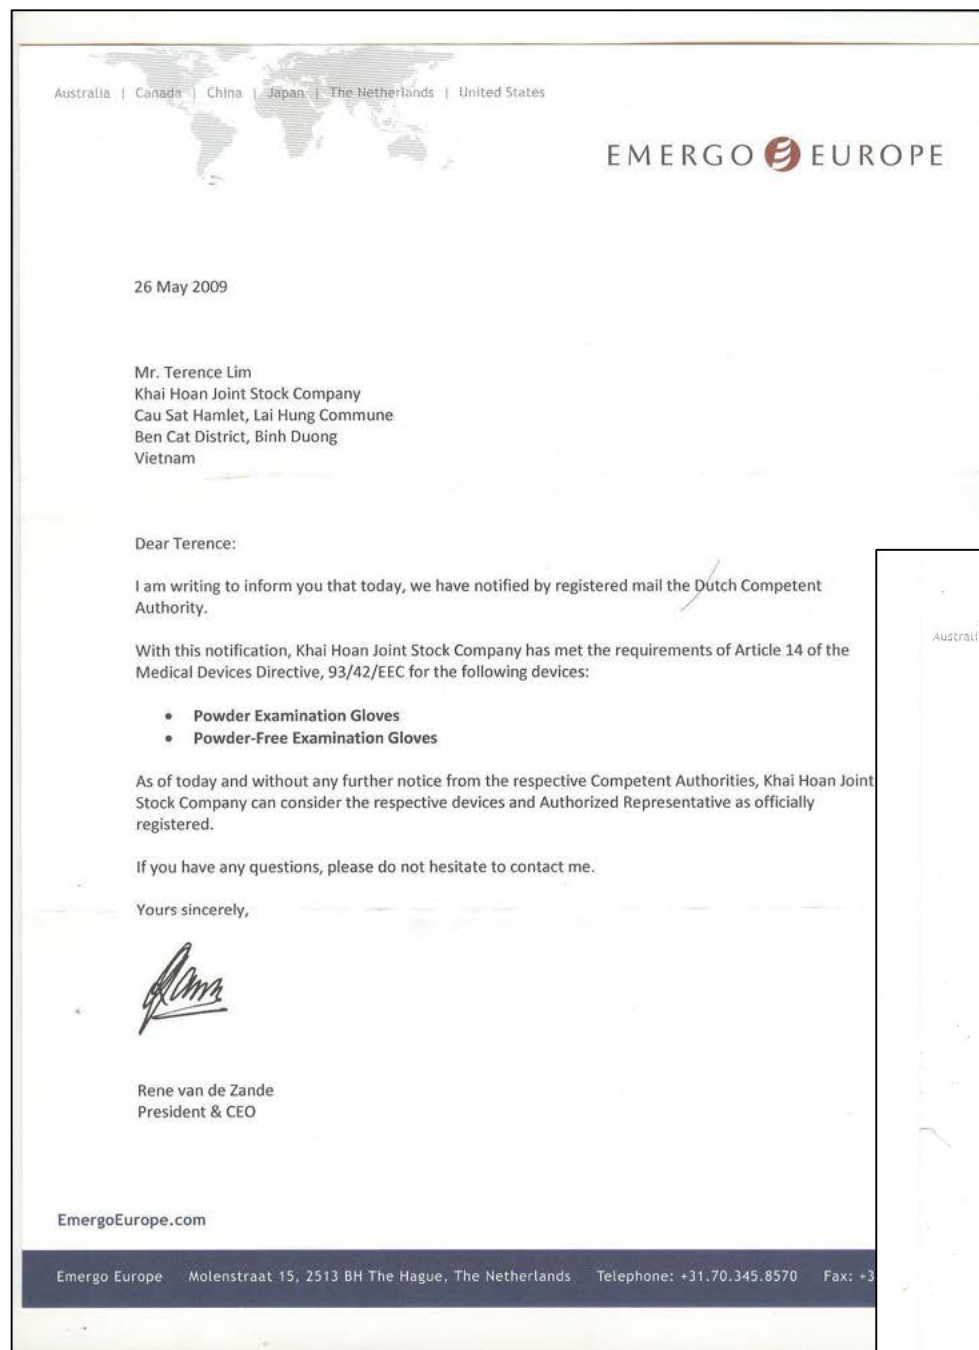 Australia | Canada | China | Japan | The Netherlands | United States
EMERGO EUROPE
26 May 2009
Mr. Terence Lim
Khai Hoan Joint Stock Company
Cau Sat Hamlet, Lai Hung Commune
Ben Cat District, Binh Duong
Vietnam
Dear Terence:
I am writing to inform you that today, we have notified by registered mail the Dutch Competent
Authority.
With this notification, Khai Hoan Joint Stock Company has met the requirements of Article 14 of the
Medical Devices Directive, 93/42/EEC for the following devices:
• Powder Examination Gloves
• Powder-Free Examination Gloves
As of today and without any further notice from the respective Competent Authorities, Khai Hoan Joint
Stock Company can consider the respective devices and Authorized Representative as officially
registered.
If you have any questions, please do not hesitate to contact me.
Yours sincerely,
Rene van de Zande
President & CEO
EmergoEurope.com
Emergo Europe Molenstraat 15, 2513 BH The Hague, The Netherlands Telephone: +31.70.345.8570 Fax: +3
Australi